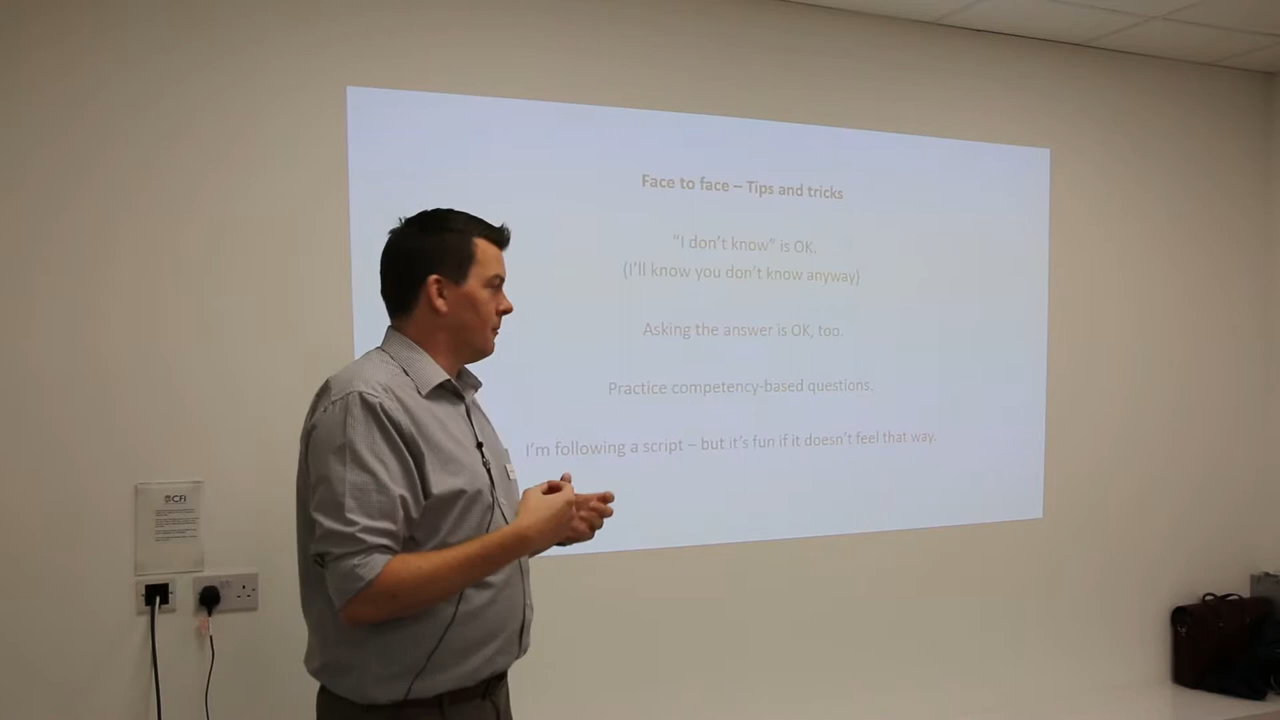 Face to face – Tips and tricks
“I don’t know” is OK.
(I’ll know you don’t know anyway)
Asking the answer is OK, too.
Practice competency-based questions.
I’m following a script – but it’s fun if it doesn’t feel that way.
CFI